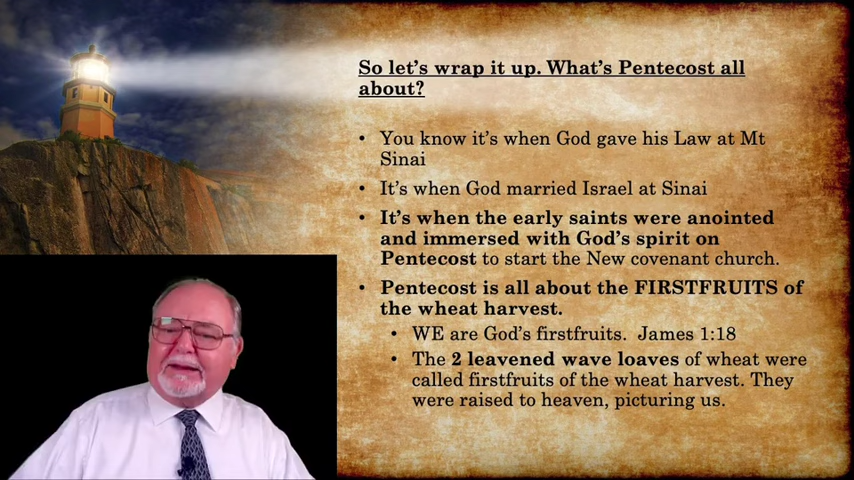 So let's wrap it up. What's Pentecost all
about?
• You know it's when God gave his Law at Mt
Sinai
• It's when God married Israel at Sinai
• It's when the early saints were anointed
and immersed with God's spirit on
Pentecost to start the New covenant church.
• Pentecost is all about the FIRSTFRUITS of
the wheat harvest.
• WE are God's firstfruits.  James 1:18
• The 2 leavened wave loaves of wheat were
called firstfruits of the wheat harvest. They
were raised to heaven, picturing us.